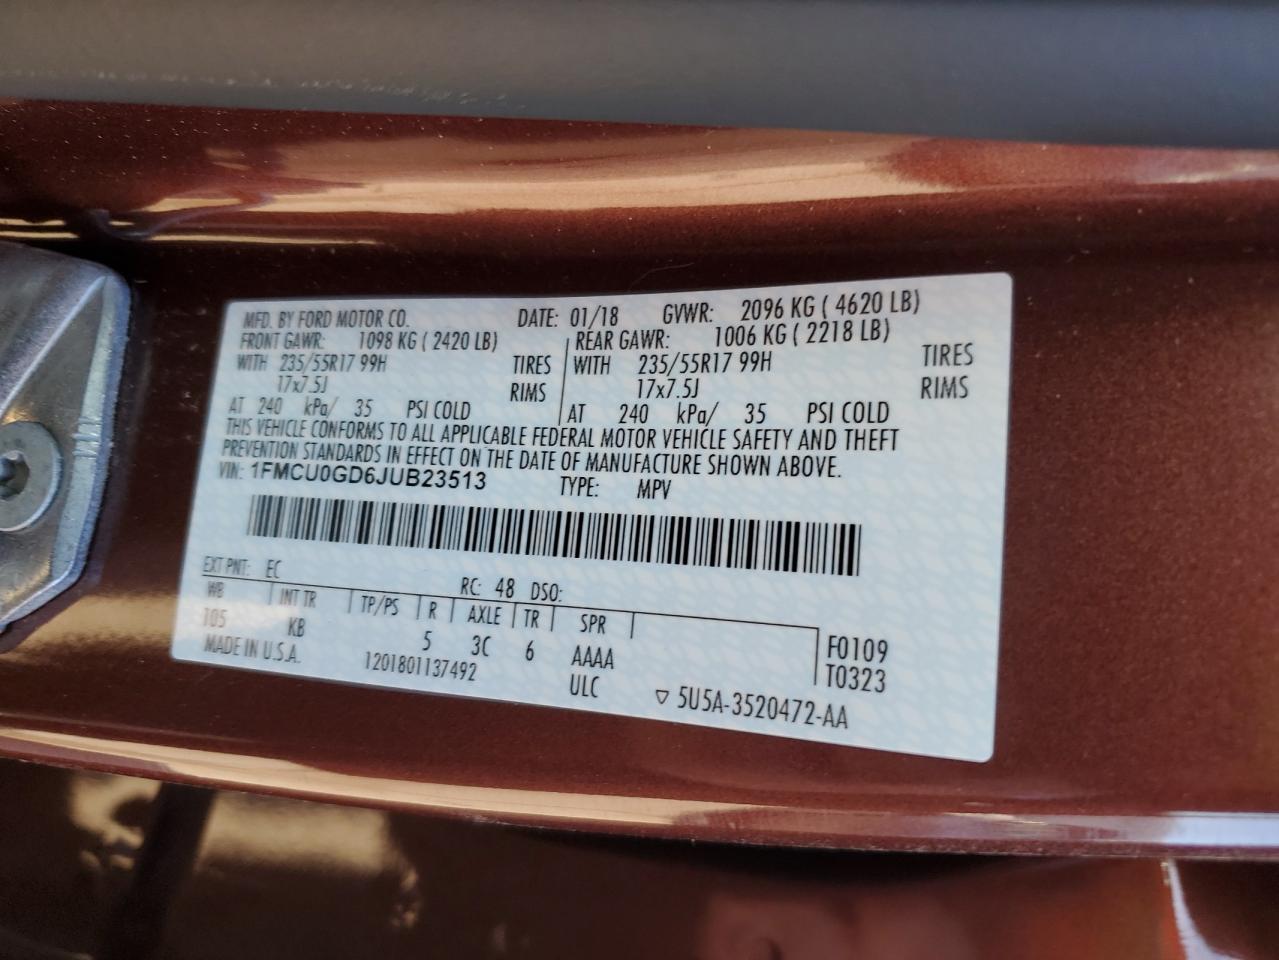 MFD. BY FORD MOTOR CO. DATE: 01/18 GVWR: 2096 KG ( 4620 LB)
FRONT GAWR: 1098 KG ( 2420 LB) REAR GAWR: 1006 KG ( 2218 LB)
WITH 235/55R17 99H TIRES WITH 235/55R17 99H TIRES
17x7.5J RIMS 17x7.5J RIMS
AT 240 kPa/ 35 PSI COLD AT 240 kPa/ 35 PSI COLD
THIS VEHICLE CONFORMS TO ALL APPLICABLE FEDERAL MOTOR VEHICLE SAFETY AND THEFT
PREVENTION STANDARDS IN EFFECT ON THE DATE OF MANUFACTURE SHOWN ABOVE.
VIN: 1FMCU0GD6JUB23513 TYPE: MPV
EXT PNT: EC RC: 48 DSO:
WB INT TR TP/PS R AXLE TR SPR
105 KB 5 3C 6 AAAA F0109
MADE IN U.S.A. 1201801137492 ULC T0323
▽ 5U5A-3520472-AA